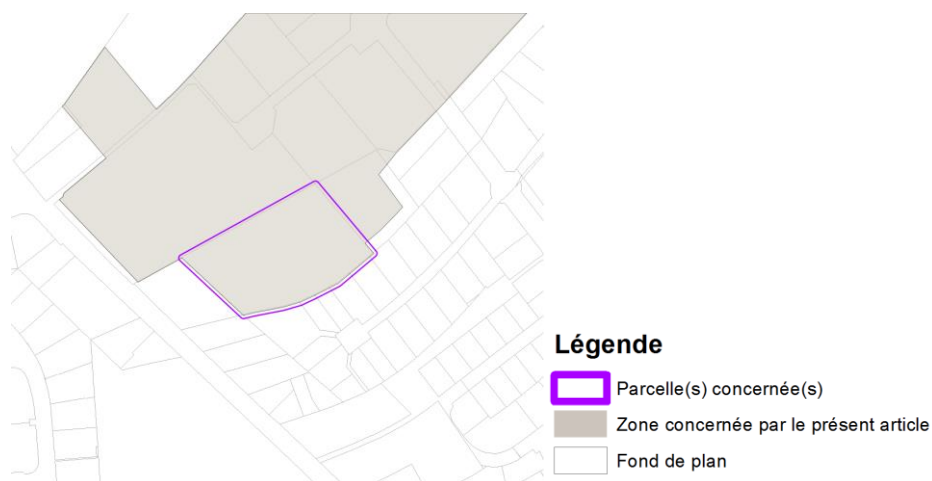 Légende
Parcelle(s) concernée(s)
Zone concernée par le présent article
Fond de plan